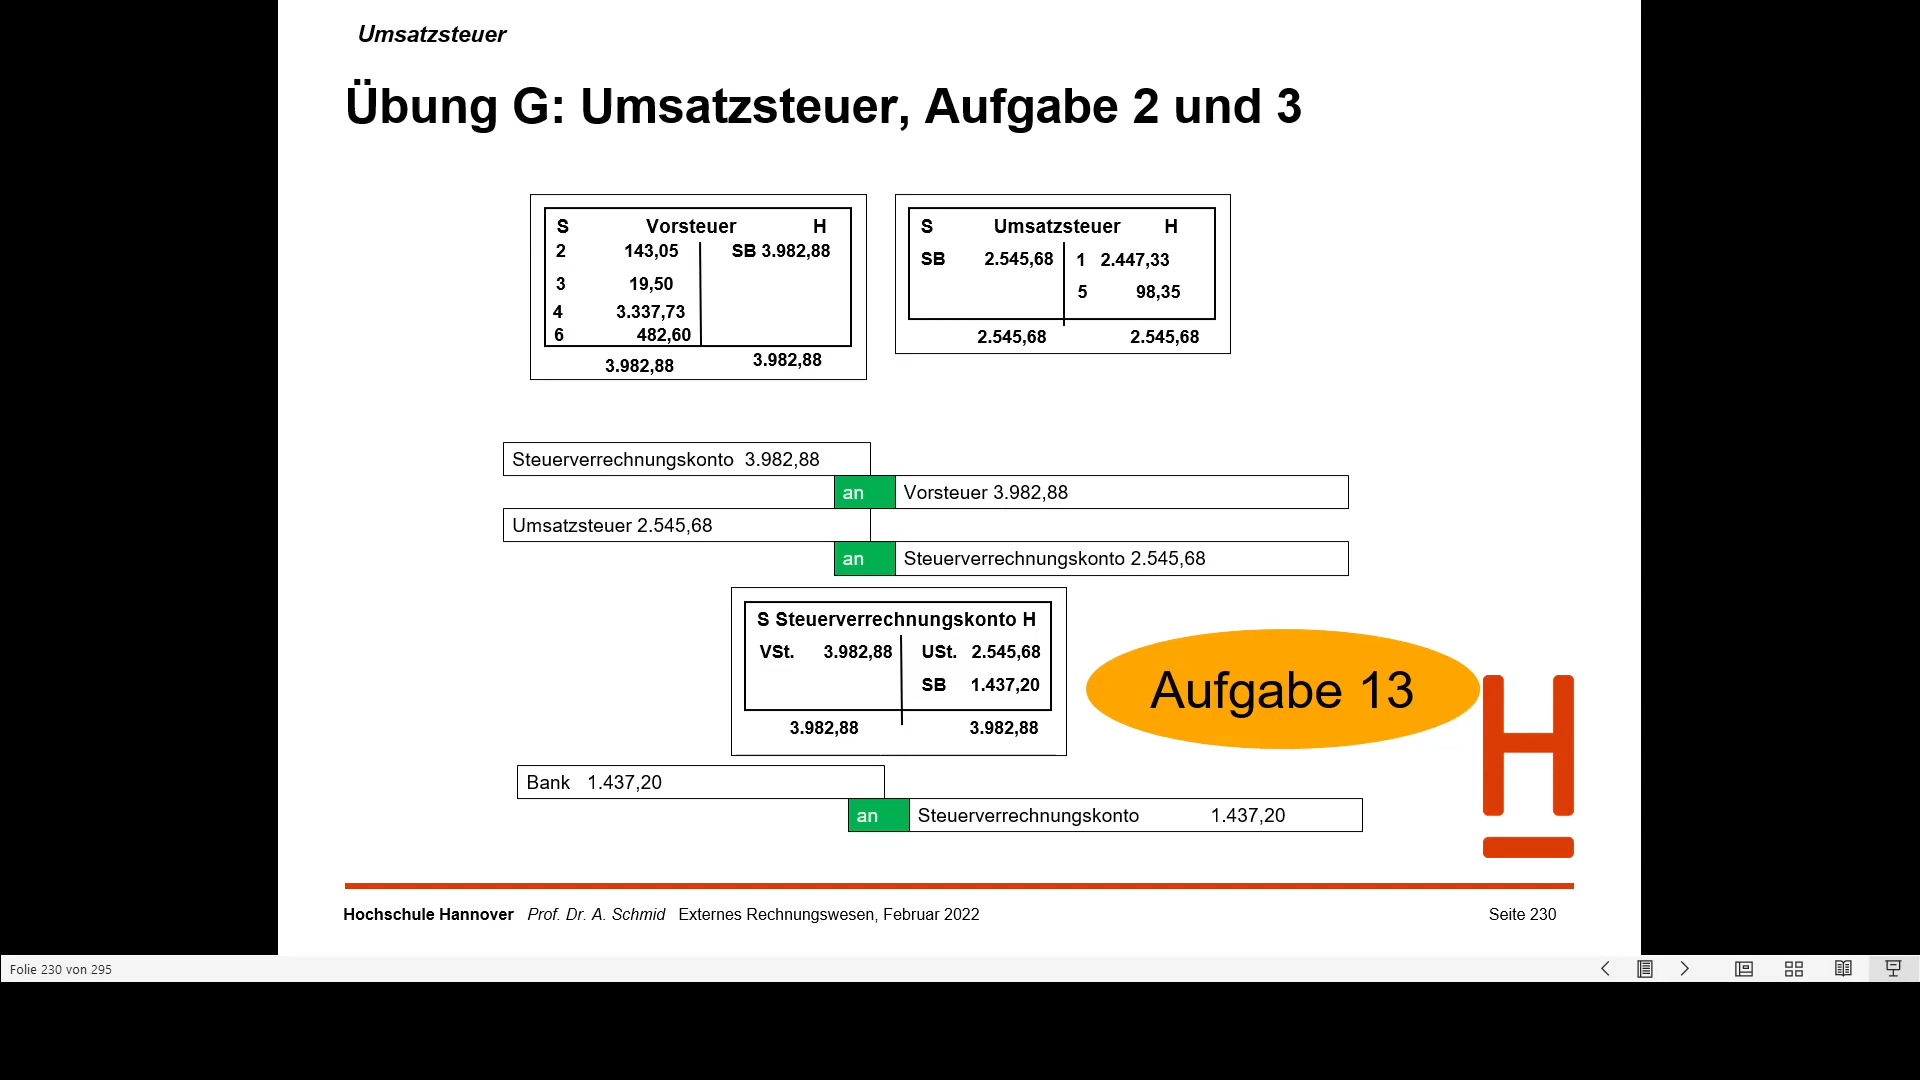 Umsatzsteuer
Übung G: Umsatzsteuer, Aufgabe 2 und 3
S Vorsteuer H
2 143,05 SB 3.982,88
3 19,50
4 3.337,73
6 482,60
3.982,88 3.982,88
S Umsatzsteuer H
SB 2.545,68 1 2.447,33
5 98,35
2.545,68 2.545,68
Steuerverrechnungskonto 3.982,88
an Vorsteuer 3.982,88
Umsatzsteuer 2.545,68
an Steuerverrechnungskonto 2.545,68
S Steuerverrechnungskonto H
VSt. 3.982,88 USt. 2.545,68
SB 1.437,20
3.982,88 3.982,88
Aufgabe 13
H
Bank 1.437,20
an Steuerverrechnungskonto 1.437,20
Hochschule Hannover Prof. Dr. A. Schmid Externes Rechnungswesen, Februar 2022 Seite 230
Folie 230 von 295